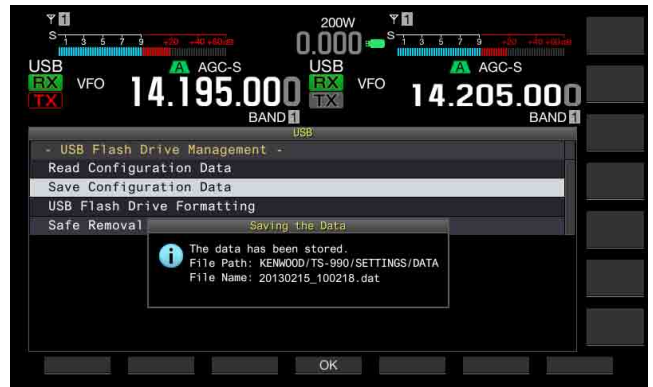 1 200W 1
S 1 3 5 7 9 +20 +40 +60dB 0.000 S 1 3 5 7 9 +20 +40 +60dB
USB A AGC-S USB A AGC-S
RX VFO 14.195.000 RX VFO 14.205.000
TX TX
BAND 1 BAND 1
USB
- USB Flash Drive Management -
Read Configuration Data
Save Configuration Data
USB Flash Drive Formatting
Safe Removal
Saving the Data
The data has been stored.
File Path: KENWOOD/TS-990/SETTINGS/DATA
File Name: 20130215_100218.dat
OK